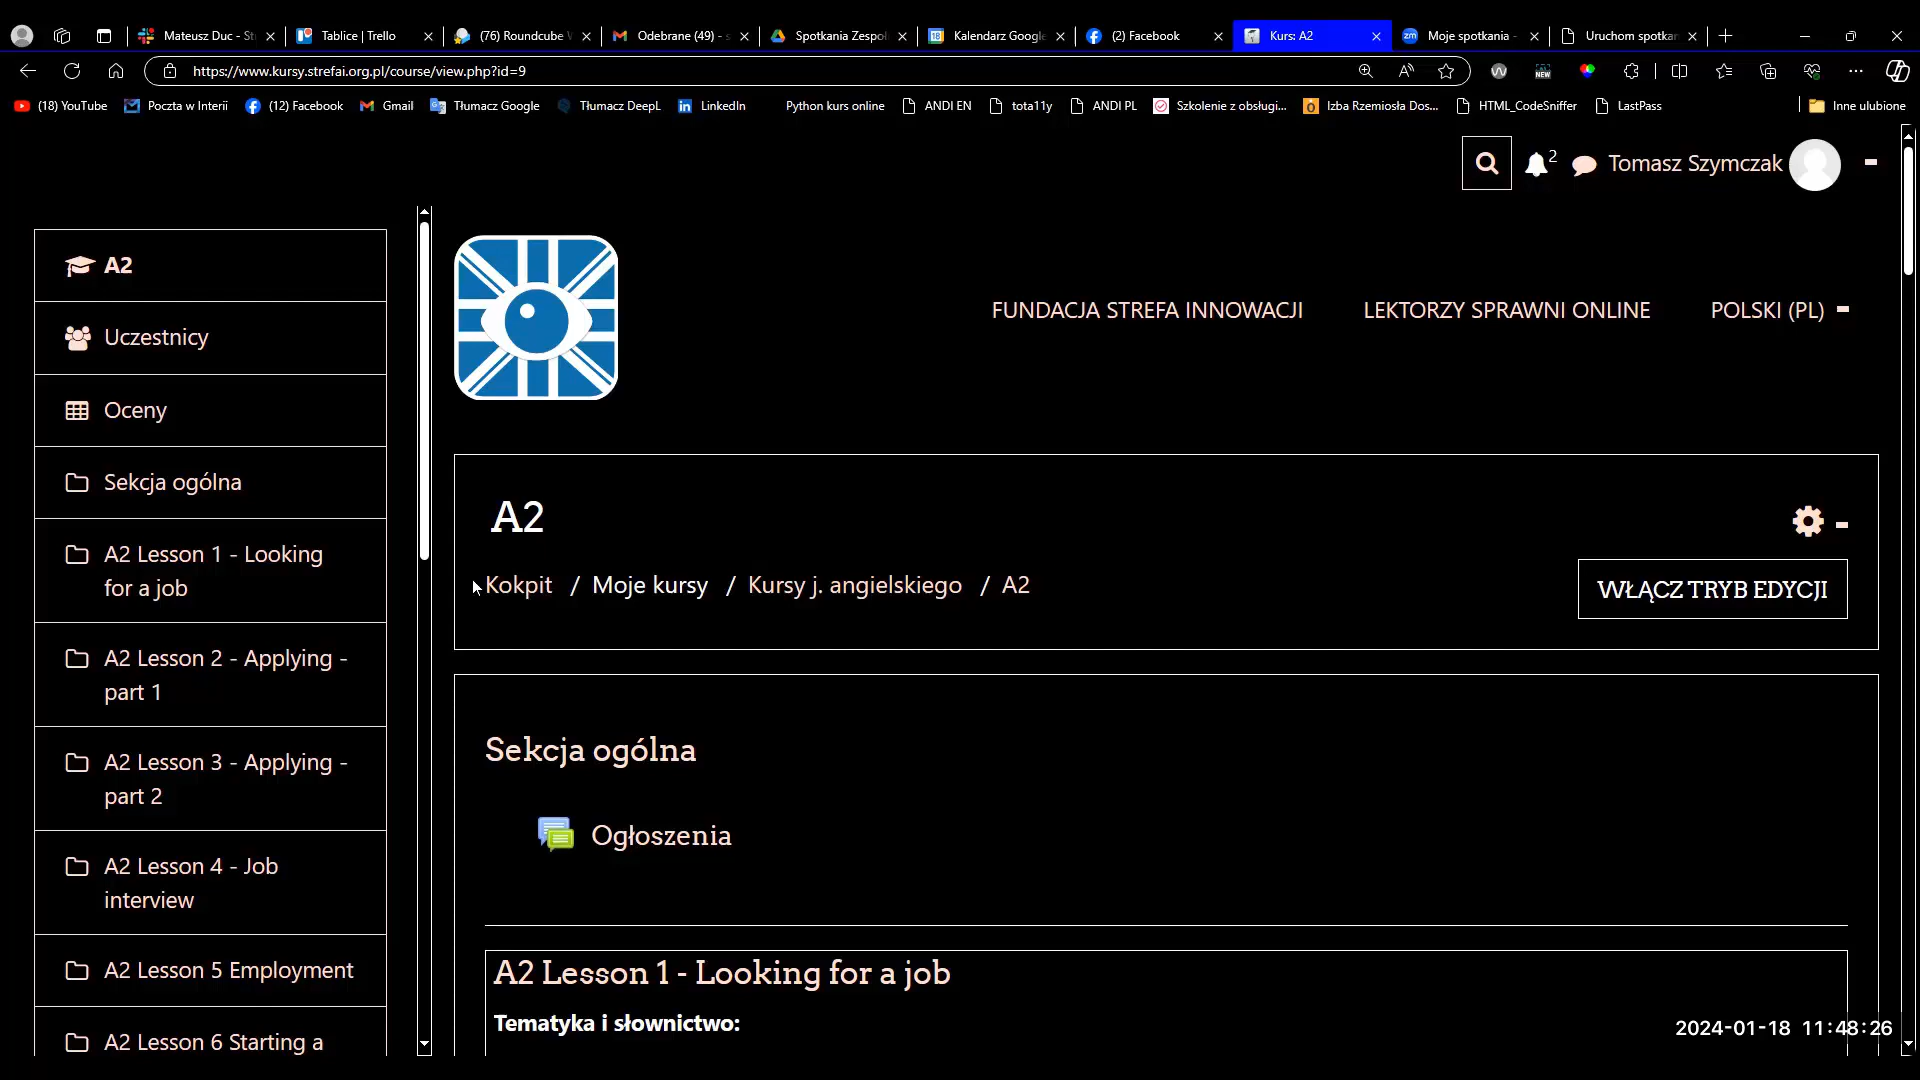 Mateusz Duc - St
Tablice | Trello
(76) Roundcube W
Odebrane (49) - s
Spotkania Zespoł
Kalendarz Google
(2) Facebook
Kurs: A2
Moje spotkania -
Uruchom spotkan
https://www.kursy.strefai.org.pl/course/view.php?id=9
NEW
(18) YouTube
Poczta w Interii
(12) Facebook
Gmail
Tłumacz Google
Tłumacz DeepL
LinkedIn
Python kurs online
ANDI EN
tota11y
ANDI PL
Szkolenie z obsługi...
Izba Rzemiosła Dos...
HTML_CodeSniffer
LastPass
Inne ulubione
2
Tomasz Szymczak
A2
Uczestnicy
Oceny
Sekcja ogólna
A2 Lesson 1 - Looking
for a job
A2 Lesson 2 - Applying -
part 1
A2 Lesson 3 - Applying -
part 2
A2 Lesson 4 - Job
interview
A2 Lesson 5 Employment
A2 Lesson 6 Starting a
FUNDACJA STREFA INNOWACJI
LEKTORZY SPRAWNI ONLINE
POLSKI (PL)
A2
Kokpit / Moje kursy / Kursy j. angielskiego / A2
WŁĄCZ TRYB EDYCJI
Sekcja ogólna
Ogłoszenia
A2 Lesson 1 - Looking for a job
Tematyka i słownictwo:
2024-01-18 11:48:26